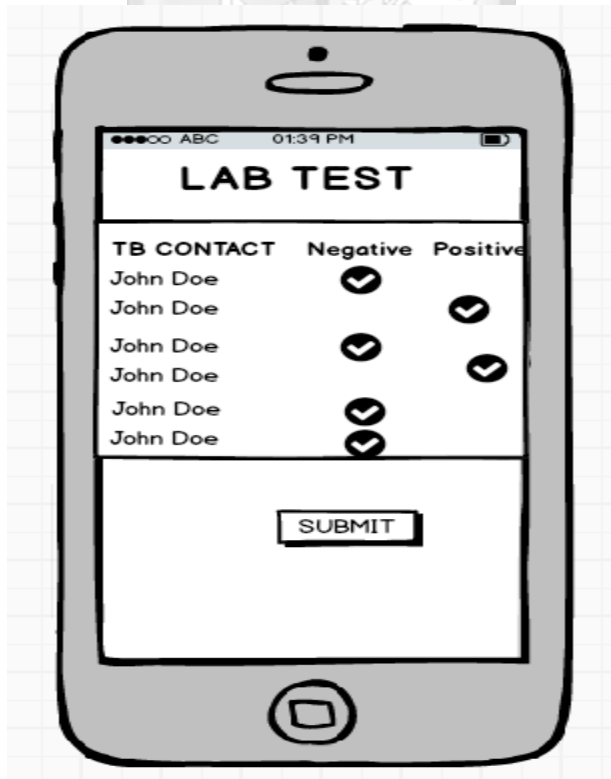 ABC 01:39 PM
LAB TEST
TB CONTACT Negative Positive
John Doe
John Doe
John Doe
John Doe
John Doe
John Doe
SUBMIT